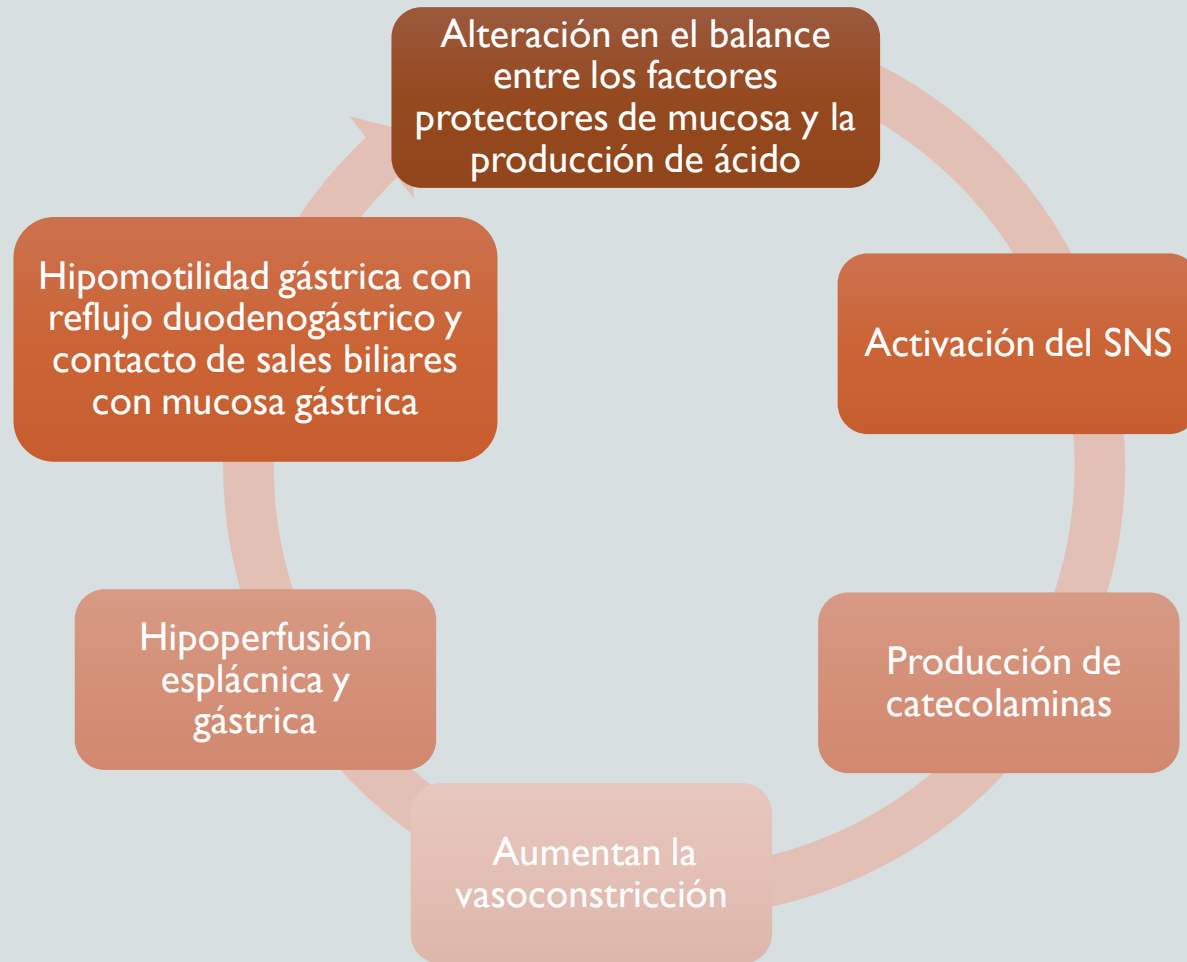 Alteración en el balance
entre los factores
protectores de mucosa y la
producción de ácido
Activación del SNS
Producción de
catecolaminas
Aumentan la
vasoconstricción
Hipoperfusión
esplácnica y
gástrica
Hipomotilidad gástrica con
reflujo duodenogástrico y
contacto de sales biliares
con mucosa gástrica